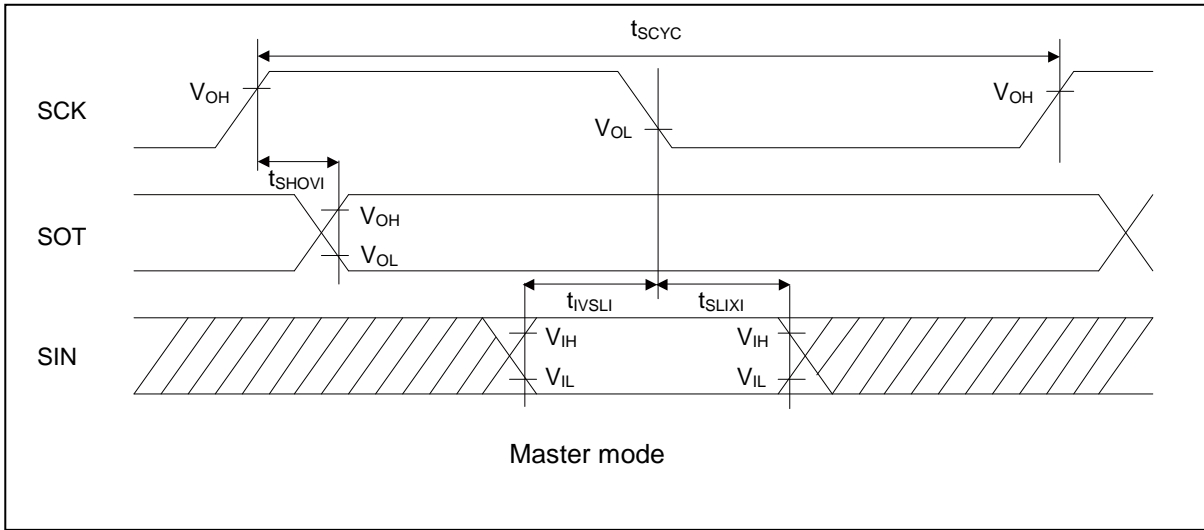 tSCYC
SCK
VOH
VOL
VOH
tSHOVI
SOT
VOH
VOL
tIVSLI
tSLIXI
SIN
VIH
VIH
VIL
VIL
Master mode